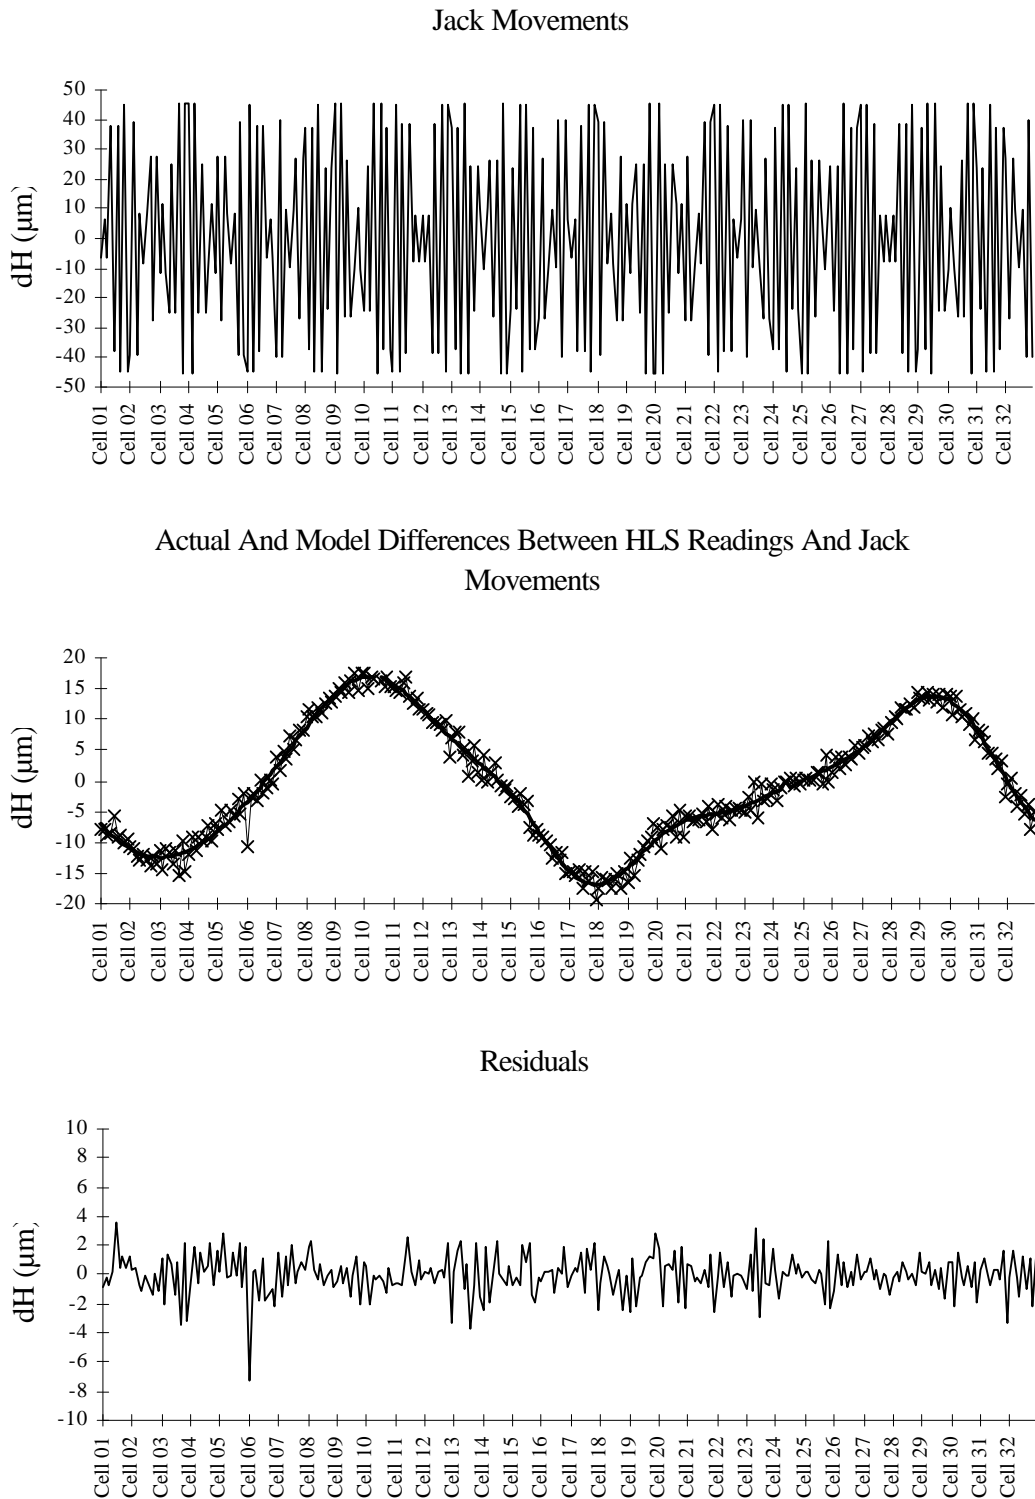 Jack Movements
50
40
30
20
10
0
-10
-20
-30
-40
-50
dH (μm)
Cell 01
Cell 02
Cell 03
Cell 04
Cell 05
Cell 06
Cell 07
Cell 08
Cell 09
Cell 10
Cell 11
Cell 12
Cell 13
Cell 14
Cell 15
Cell 16
Cell 17
Cell 18
Cell 19
Cell 20
Cell 21
Cell 22
Cell 23
Cell 24
Cell 25
Cell 26
Cell 27
Cell 28
Cell 29
Cell 30
Cell 31
Cell 32
Actual And Model Differences Between HLS Readings And Jack
Movements
20
15
10
5
0
-5
-10
-15
-20
dH (μm)
Cell 01
Cell 02
Cell 03
Cell 04
Cell 05
Cell 06
Cell 07
Cell 08
Cell 09
Cell 10
Cell 11
Cell 12
Cell 13
Cell 14
Cell 15
Cell 16
Cell 17
Cell 18
Cell 19
Cell 20
Cell 21
Cell 22
Cell 23
Cell 24
Cell 25
Cell 26
Cell 27
Cell 28
Cell 29
Cell 30
Cell 31
Cell 32
Residuals
10
8
6
4
2
0
-2
-4
-6
-8
-10
dH (μm)
Cell 01
Cell 02
Cell 03
Cell 04
Cell 05
Cell 06
Cell 07
Cell 08
Cell 09
Cell 10
Cell 11
Cell 12
Cell 13
Cell 14
Cell 15
Cell 16
Cell 17
Cell 18
Cell 19
Cell 20
Cell 21
Cell 22
Cell 23
Cell 24
Cell 25
Cell 26
Cell 27
Cell 28
Cell 29
Cell 30
Cell 31
Cell 32